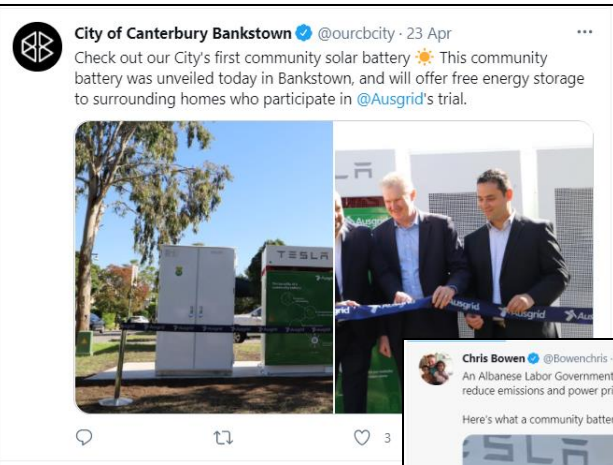 City of Canterbury Bankstown @ourcbcity · 23 Apr
Check out our City's first community solar battery ☀️ This community
battery was unveiled today in Bankstown, and will offer free energy storage
to surrounding homes who participate in @Ausgrid's trial.
TESLA
Ausgrid
Ausgrid
Ausgrid
3
Chris Bowen @Bowenchris ·
An Albanese Labor Government
reduce emissions and power pri
Here's what a community batter
ESLA